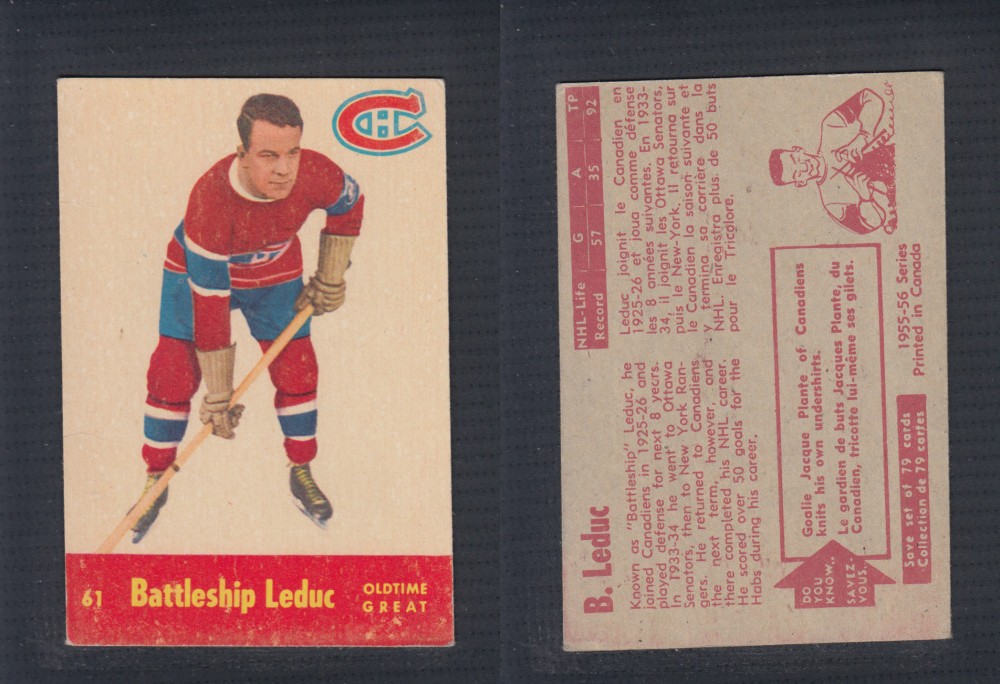 61 Battleship Leduc OLDTIME
GREAT
B. Leduc
Known as "Battleship" Leduc, he
joined Canadiens in 1925-26 and
played defense for next 8 years.
In 1933-34 he went to Ottawa
Senators, then to New York Ran-
gers. He returned to Canadiens
the next term, however, and
there completed his NHL career.
He scored over 50 goals for the
Habs during his career.
NHL-Life G A TP
Record 57 35 92
Leduc joignit le Canadien en
1925-26 et joua comme défense
les 8 années suivantes. En 1933-
34, il joignit les Ottawa Senators,
puis le New-York. Il retourna sur
le Canadien la saison suivante et
y termina sa carrière dans la
NHL. Enregistra plus de 50 buts
pour le Tricolore.
DO
YOU
KNOW..
SAVEZ-
VOUS..
Goalie Jacque Plante of Canadiens
knits his own undershirts.
Le gardien de buts Jacques Plante, du
Canadien, tricotte lui-même ses gilets.
Save set of 79 cards
Collection de 79 cartes
1955-56 Series
Printed in Canada